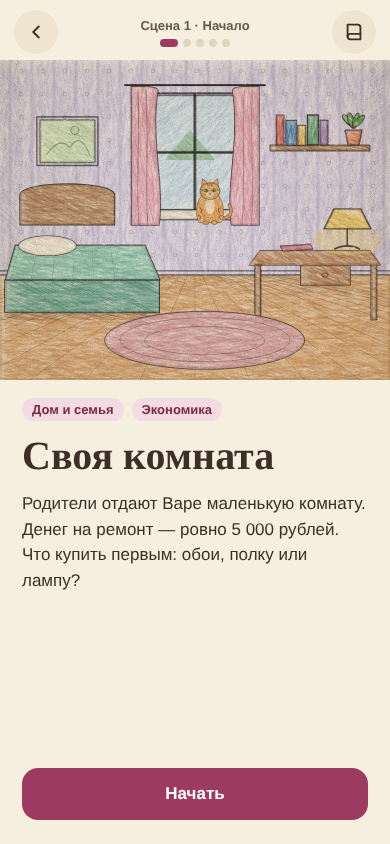 Сцена 1 · Начало
Дом и семья
Экономика
Своя комната
Родители отдают Варе маленькую комнату.
Денег на ремонт — ровно 5 000 рублей.
Что купить первым: обои, полку или
лампу?
Начать